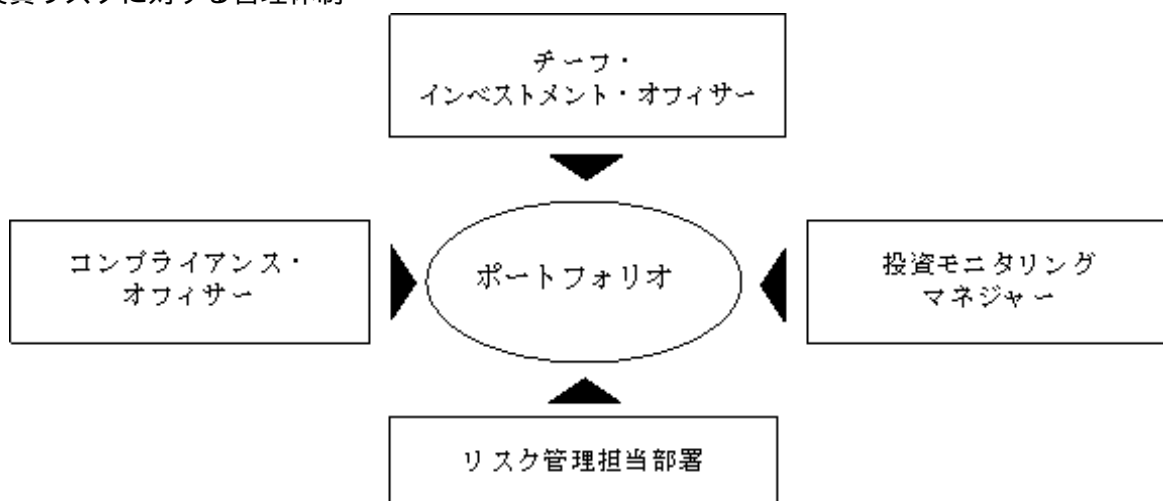 資リスクに対する管理体制
チーフ・
インベストメント・オフィサー
コンプライアンス・
オフィサー
ポートフォリオ
投資モニタリング
マネジャー
リスク管理担当部署